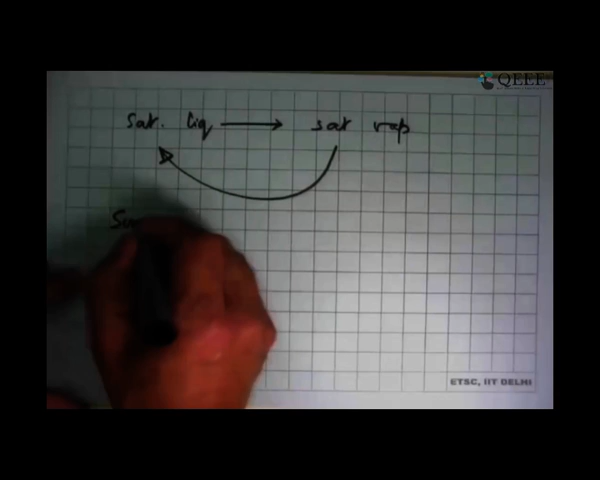 QEEE
Sat. liq → sat vap
ETSC, IIT DELHI